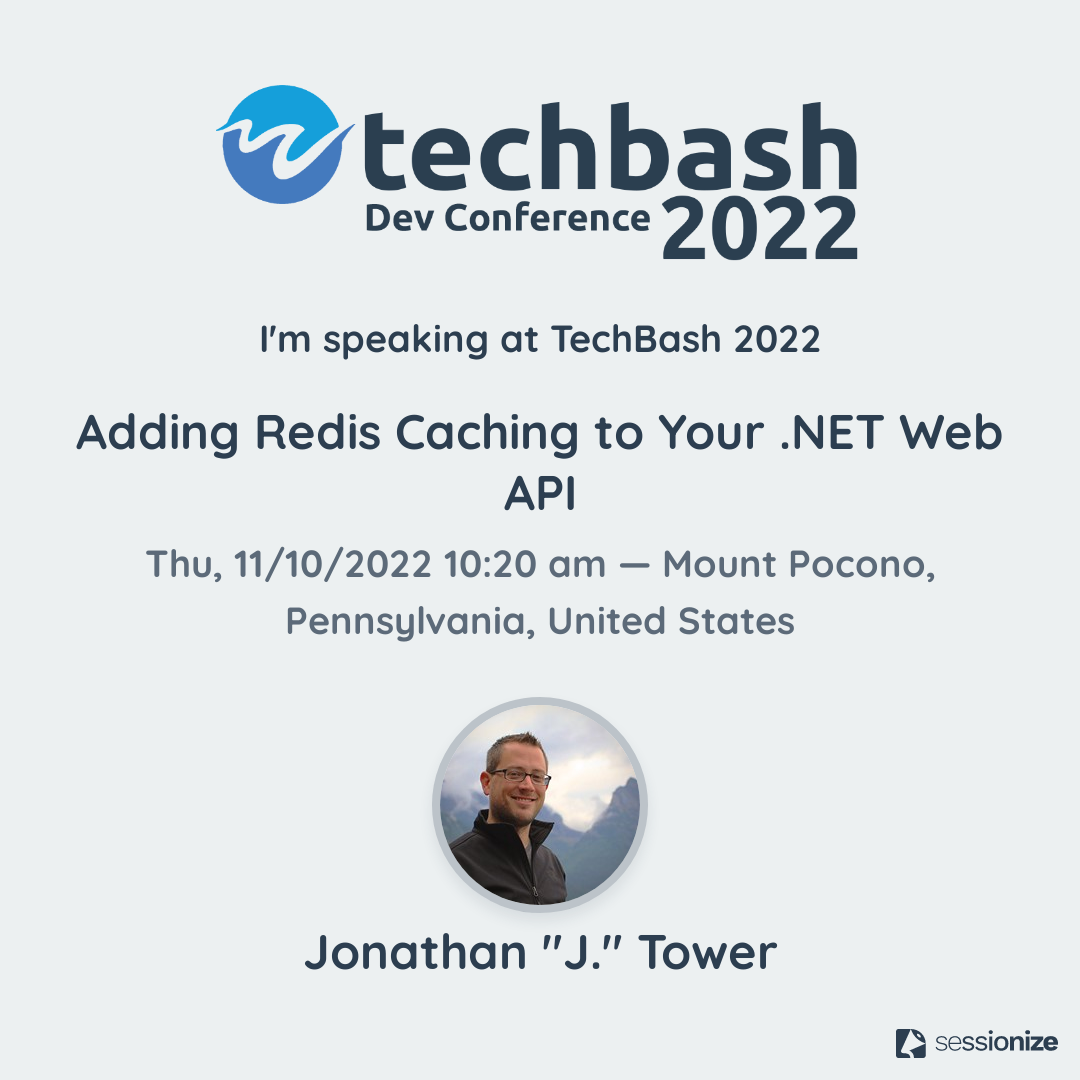 techbash
Dev Conference 2022
I'm speaking at TechBash 2022
Adding Redis Caching to Your .NET Web
API
Thu, 11/10/2022 10:20 am — Mount Pocono,
Pennsylvania, United States
Jonathan "J." Tower
sessionize